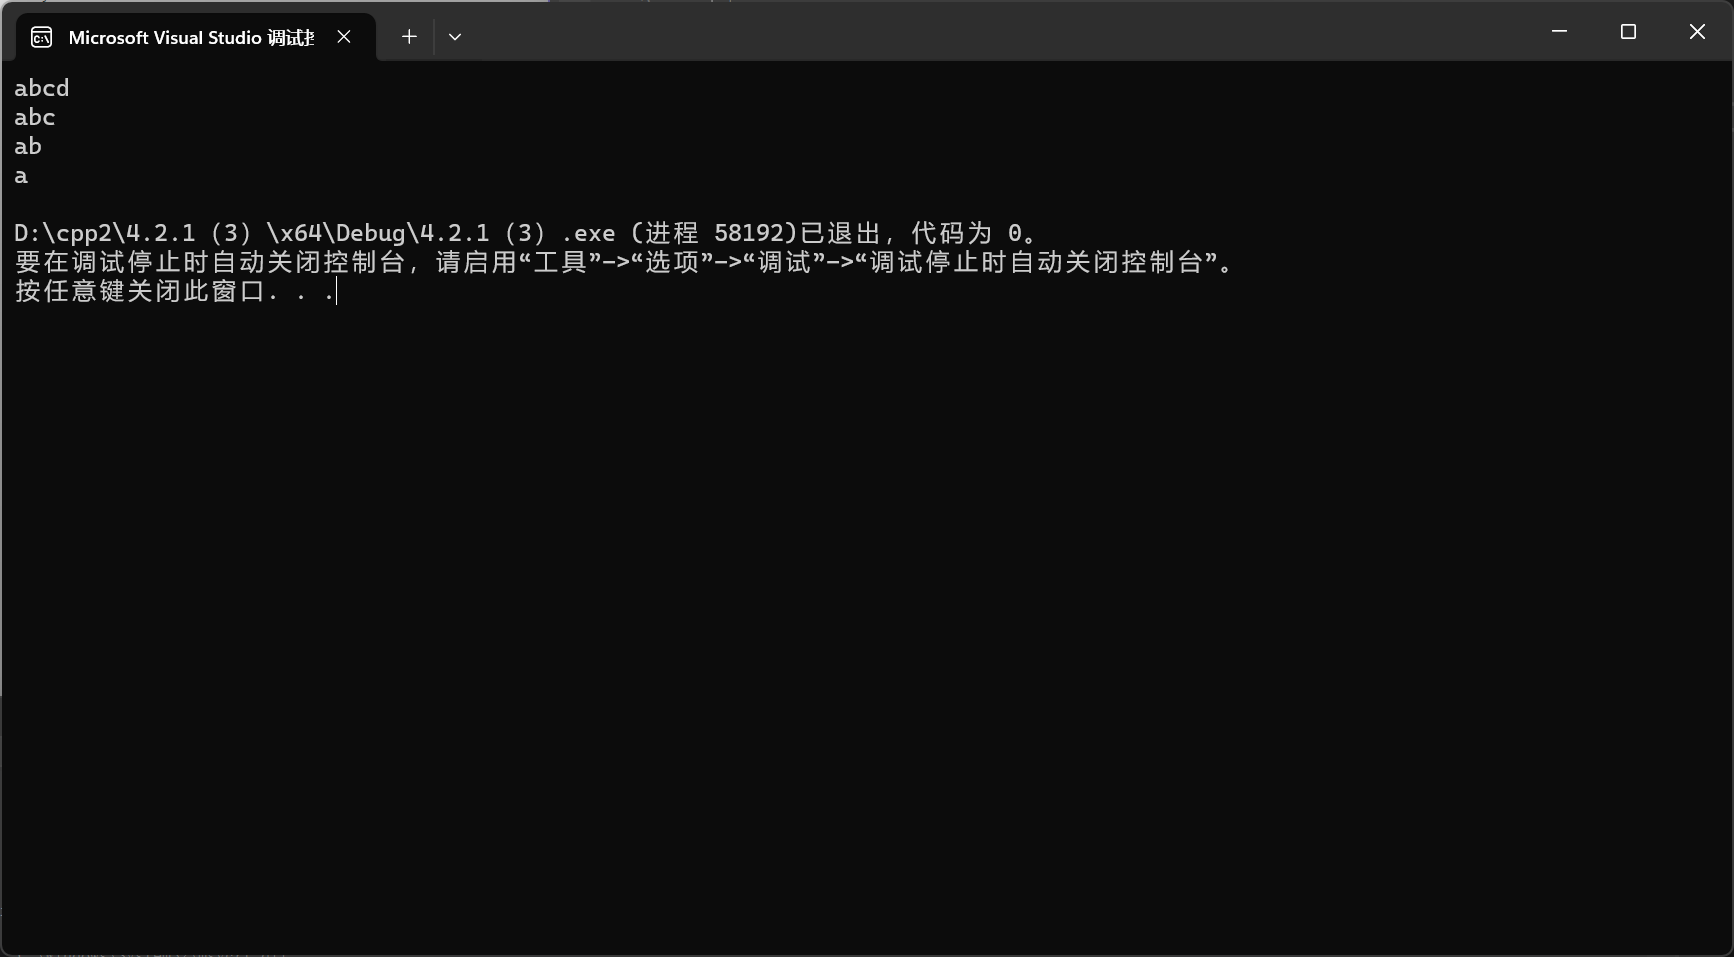 Microsoft Visual Studio 调试
abcd
abc
ab
a
D:\cpp2\4.2.1（3）\x64\Debug\4.2.1（3）.exe (进程 58192)已退出，代码为 0。
要在调试停止时自动关闭控制台，请启用“工具”->“选项”->“调试”->“调试停止时自动关闭控制台”。
按任意键关闭此窗口. . .